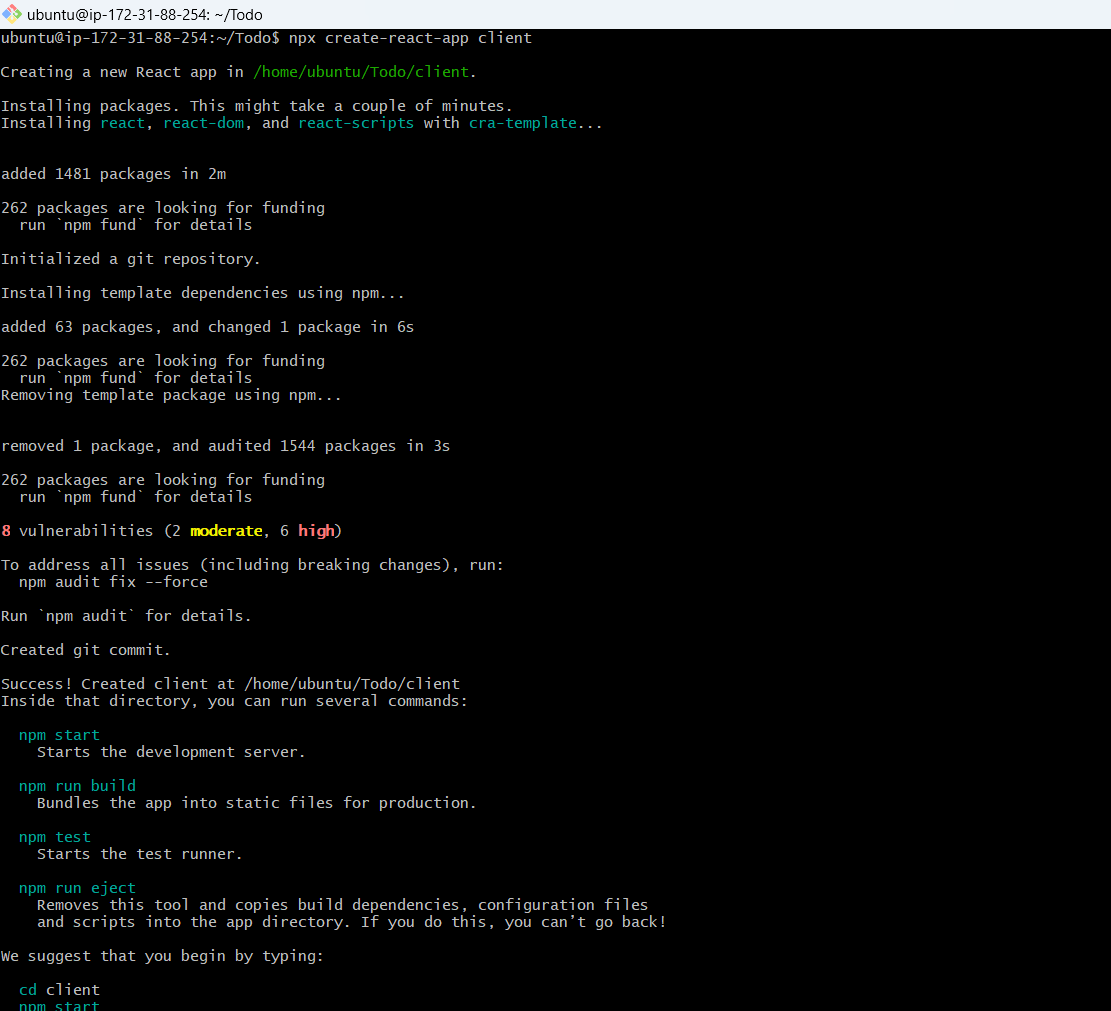 ubuntu@ip-172-31-88-254: ~/Todo
ubuntu@ip-172-31-88-254:~/Todo$ npx create-react-app client
Creating a new React app in /home/ubuntu/Todo/client.
Installing packages. This might take a couple of minutes.
Installing react, react-dom, and react-scripts with cra-template...
added 1481 packages in 2m
262 packages are looking for funding
  run `npm fund` for details
Initialized a git repository.
Installing template dependencies using npm...
added 63 packages, and changed 1 package in 6s
262 packages are looking for funding
  run `npm fund` for details
Removing template package using npm...
removed 1 package, and audited 1544 packages in 3s
262 packages are looking for funding
  run `npm fund` for details
8 vulnerabilities (2 moderate, 6 high)
To address all issues (including breaking changes), run:
  npm audit fix --force
Run `npm audit` for details.
Created git commit.
Success! Created client at /home/ubuntu/Todo/client
Inside that directory, you can run several commands:
  npm start
    Starts the development server.
  npm run build
    Bundles the app into static files for production.
  npm test
    Starts the test runner.
  npm run eject
    Removes this tool and copies build dependencies, configuration files
    and scripts into the app directory. If you do this, you can’t go back!
We suggest that you begin by typing:
  cd client
  npm start